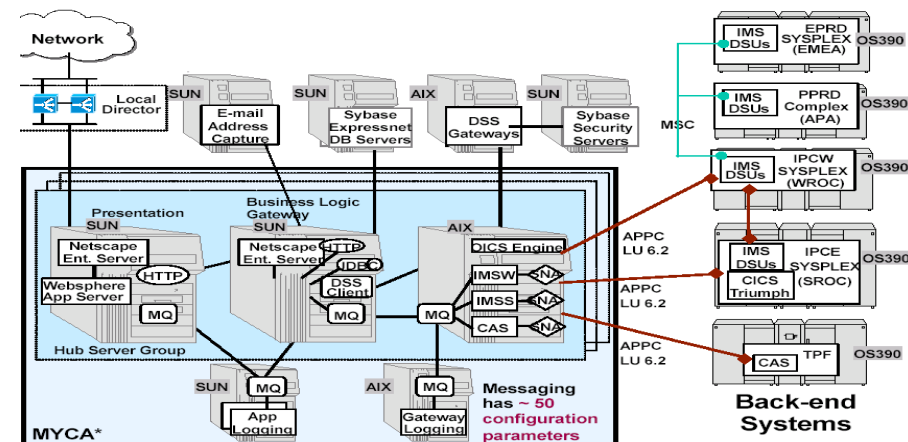 Network
Local
Director
SUN
E-mail
Address
Capture
SUN
Sybase
Expressnet
DB Servers
AIX
DSS
Gateways
SUN
Sybase
Security
Servers
MSC
IMS
DSUs
EPRD
SYSPLEX
(EMEA)
OS390
IMS
DSUs
PPRD
Complex
(APA)
OS390
IMS
DSUs
IPCW
SYSPLEX
(WROC)
OS390
IMS
DSUs
CICS
Triumph
IPCE
SYSPLEX
(SROC)
OS390
CAS
TPF
OS390
Back-end
Systems
Presentation
SUN
Netscape
Ent. Server
Websphere
App Server
HTTP
MQ
Hub Server Group
Business Logic
Gateway
SUN
Netscape
Ent. Server
HTTP
DSS
Client
MQ
AIX
DICS Engine
IMSW
SNA
IMSS
SNA
MQ
CAS
SNA
APPC
LU 6.2
APPC
LU 6.2
APPC
LU 6.2
SUN
MQ
App
Logging
AIX
MQ
Gateway
Logging
Messaging
has ~ 50
configuration
parameters
MYCA*